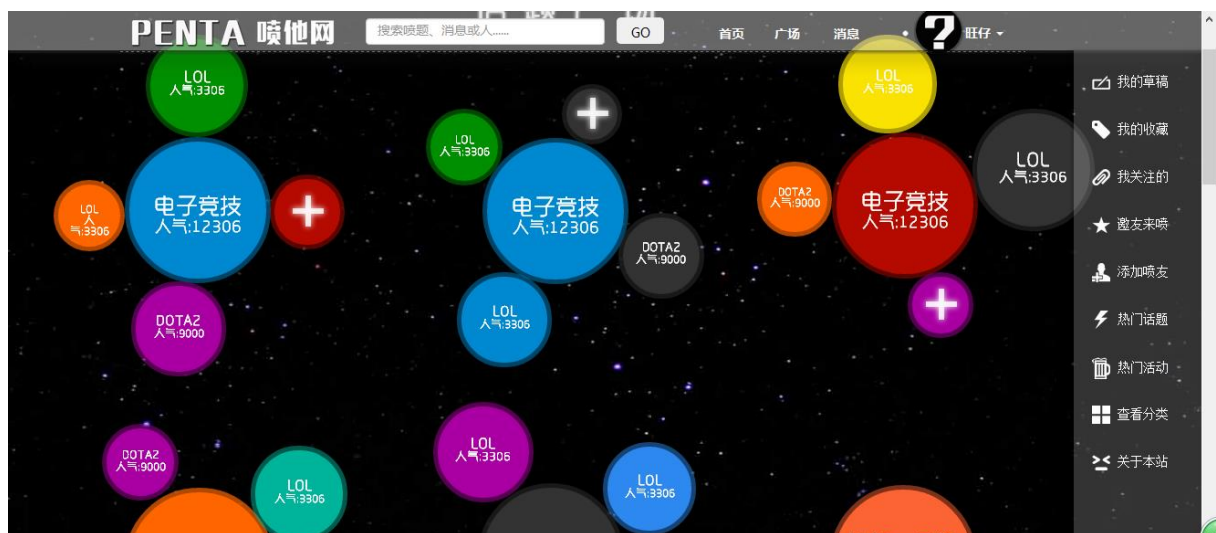 PENTA 喷他网
搜索喷题、消息或人......
GO
首页
广场
消息
旺仔
LOL
人气:3306
LOL
人
气:3306
电子竞技
人气:12306
DOTA2
人气:9000
LOL
人气:3306
电子竞技
人气:12306
DOTA2
人气:9000
LOL
人气:3306
LOL
人气:3306
DOTA2
人气:9000
电子竞技
人气:12306
LOL
人气:3306
DOTA2
人气:9000
LOL
人气:3306
LOL
人气:3306
LOL
人气:3306
我的草稿
我的收藏
我关注的
邀友来喷
添加喷友
热门话题
热门活动
查看分类
关于本站